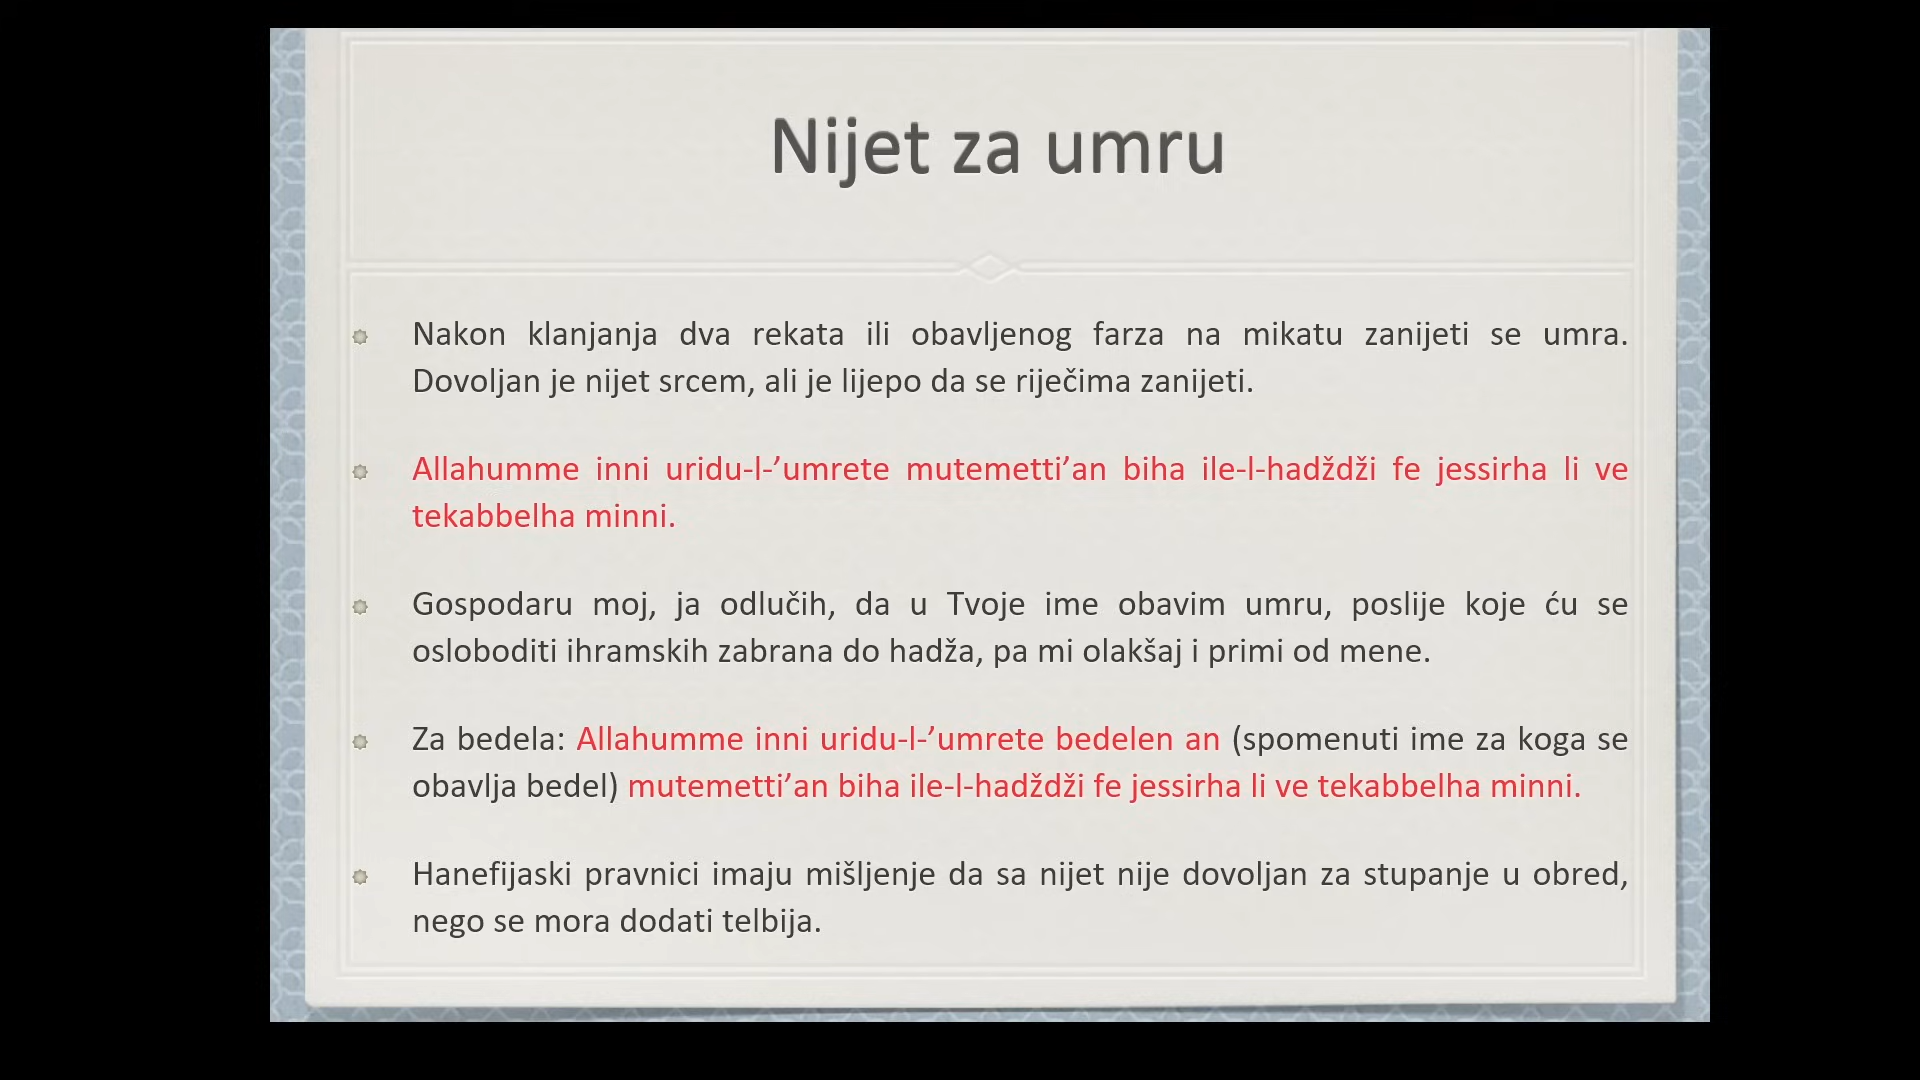 Nijet za umru
Nakon klanjanja dva rekata ili obavljenog farza na mikatu zanijeti se umra.
Dovoljan je nijet srcem, ali je lijepo da se riječima zanijeti.
Allahumme inni uridu-l-’umrete mutemetti’an biha ile-l-hadždži fe jessirha li ve
tekabbelha minni.
Gospodaru moj, ja odlučih, da u Tvoje ime obavim umru, poslije koje ću se
osloboditi ihramskih zabrana do hadža, pa mi olakšaj i primi od mene.
Za bedela: Allahumme inni uridu-l-’umrete bedelen an (spomenuti ime za koga se
obavlja bedel) mutemetti’an biha ile-l-hadždži fe jessirha li ve tekabbelha minni.
Hanefijaski pravnici imaju mišljenje da sa nijet nije dovoljan za stupanje u obred,
nego se mora dodati telbija.